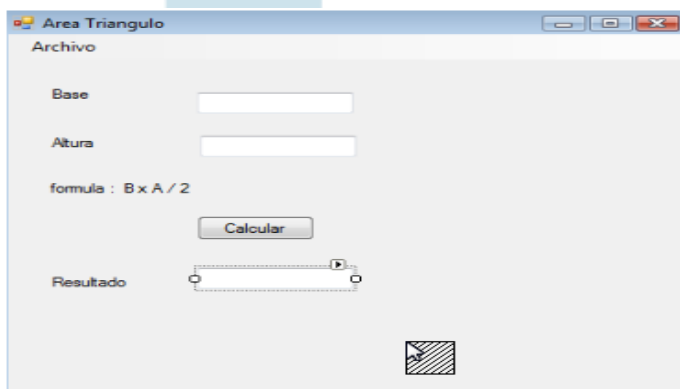 Area Triangulo
Archivo
Base
Altura
formula : B x A / 2
Calcular
Resultado